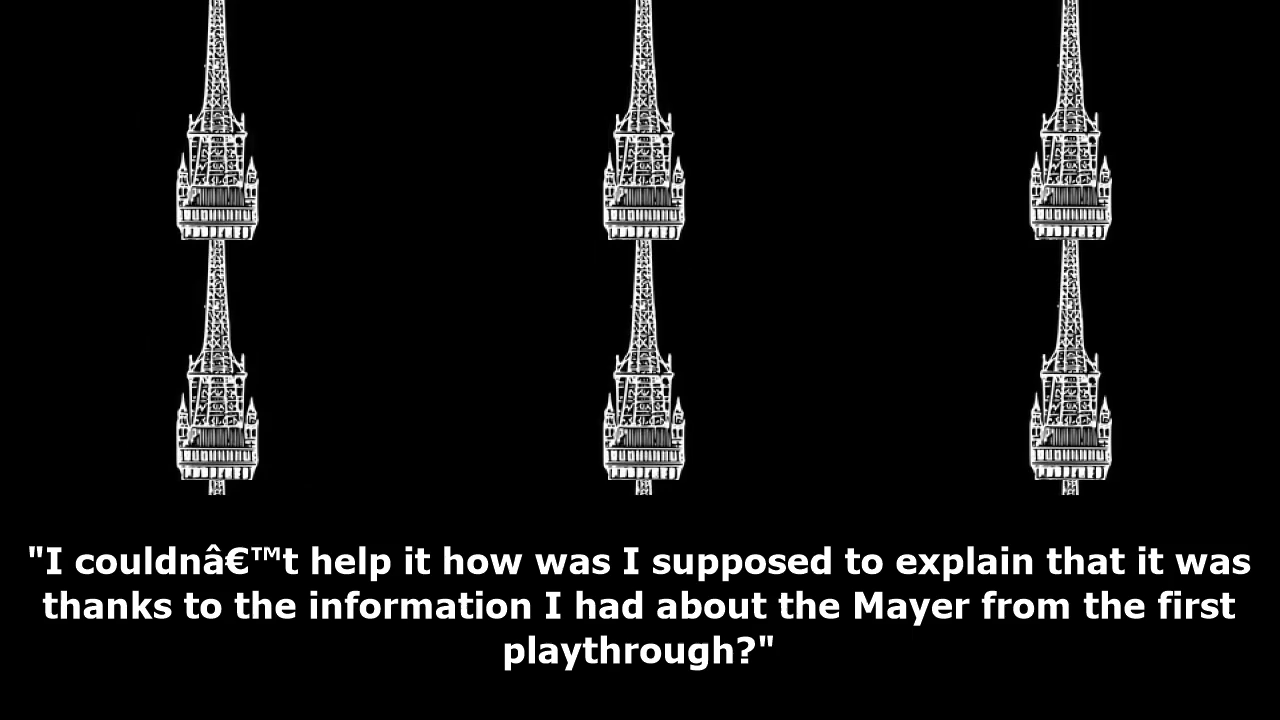 "I couldnâ€™t help it how was I supposed to explain that it was
thanks to the information I had about the Mayer from the first
playthrough?"